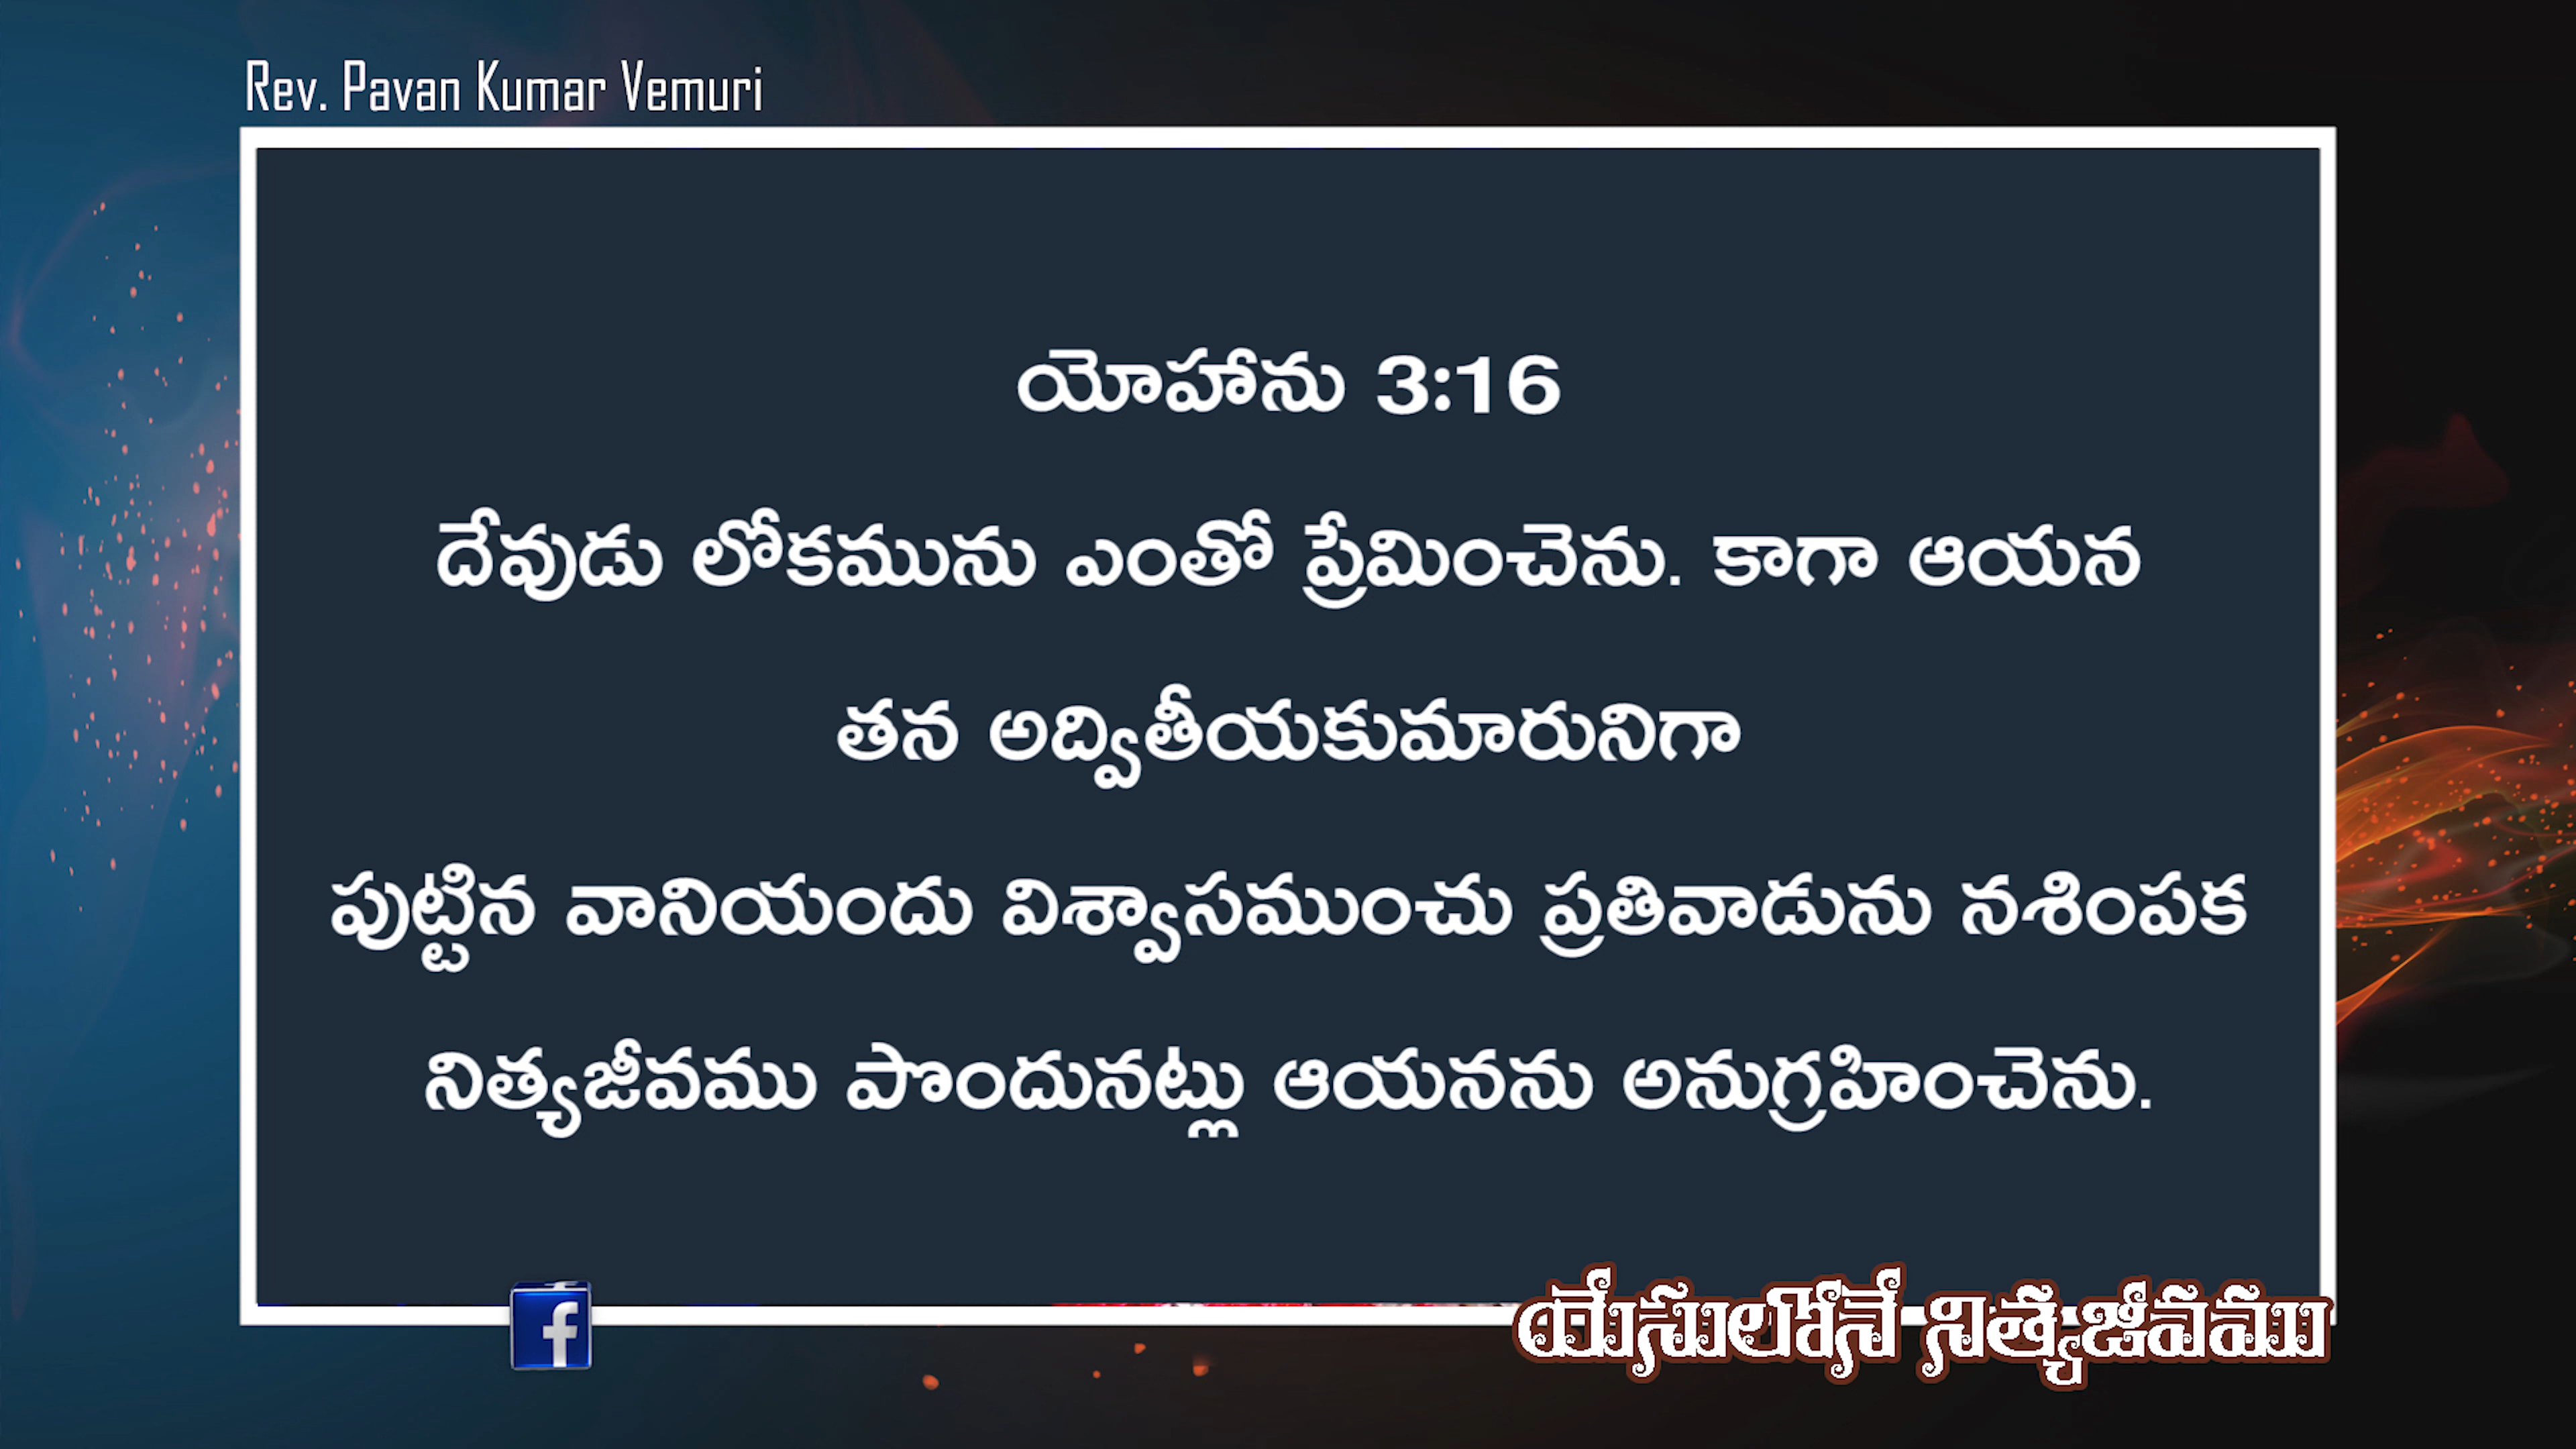 Rev. Pavan Kumar Vemuri
యోహాను 3:16
దేవుడు లోకమును ఎంతో ప్రేమించెను. కాగా ఆయన
తన అద్వితీయకుమారునిగా
పుట్టిన వానియందు విశ్వాసముంచు ప్రతివాడును నశింపక
నిత్యజీవము పొందునట్లు ఆయనను అనుగ్రహించెను.
f
యేసులోనే నిత్యజీవము